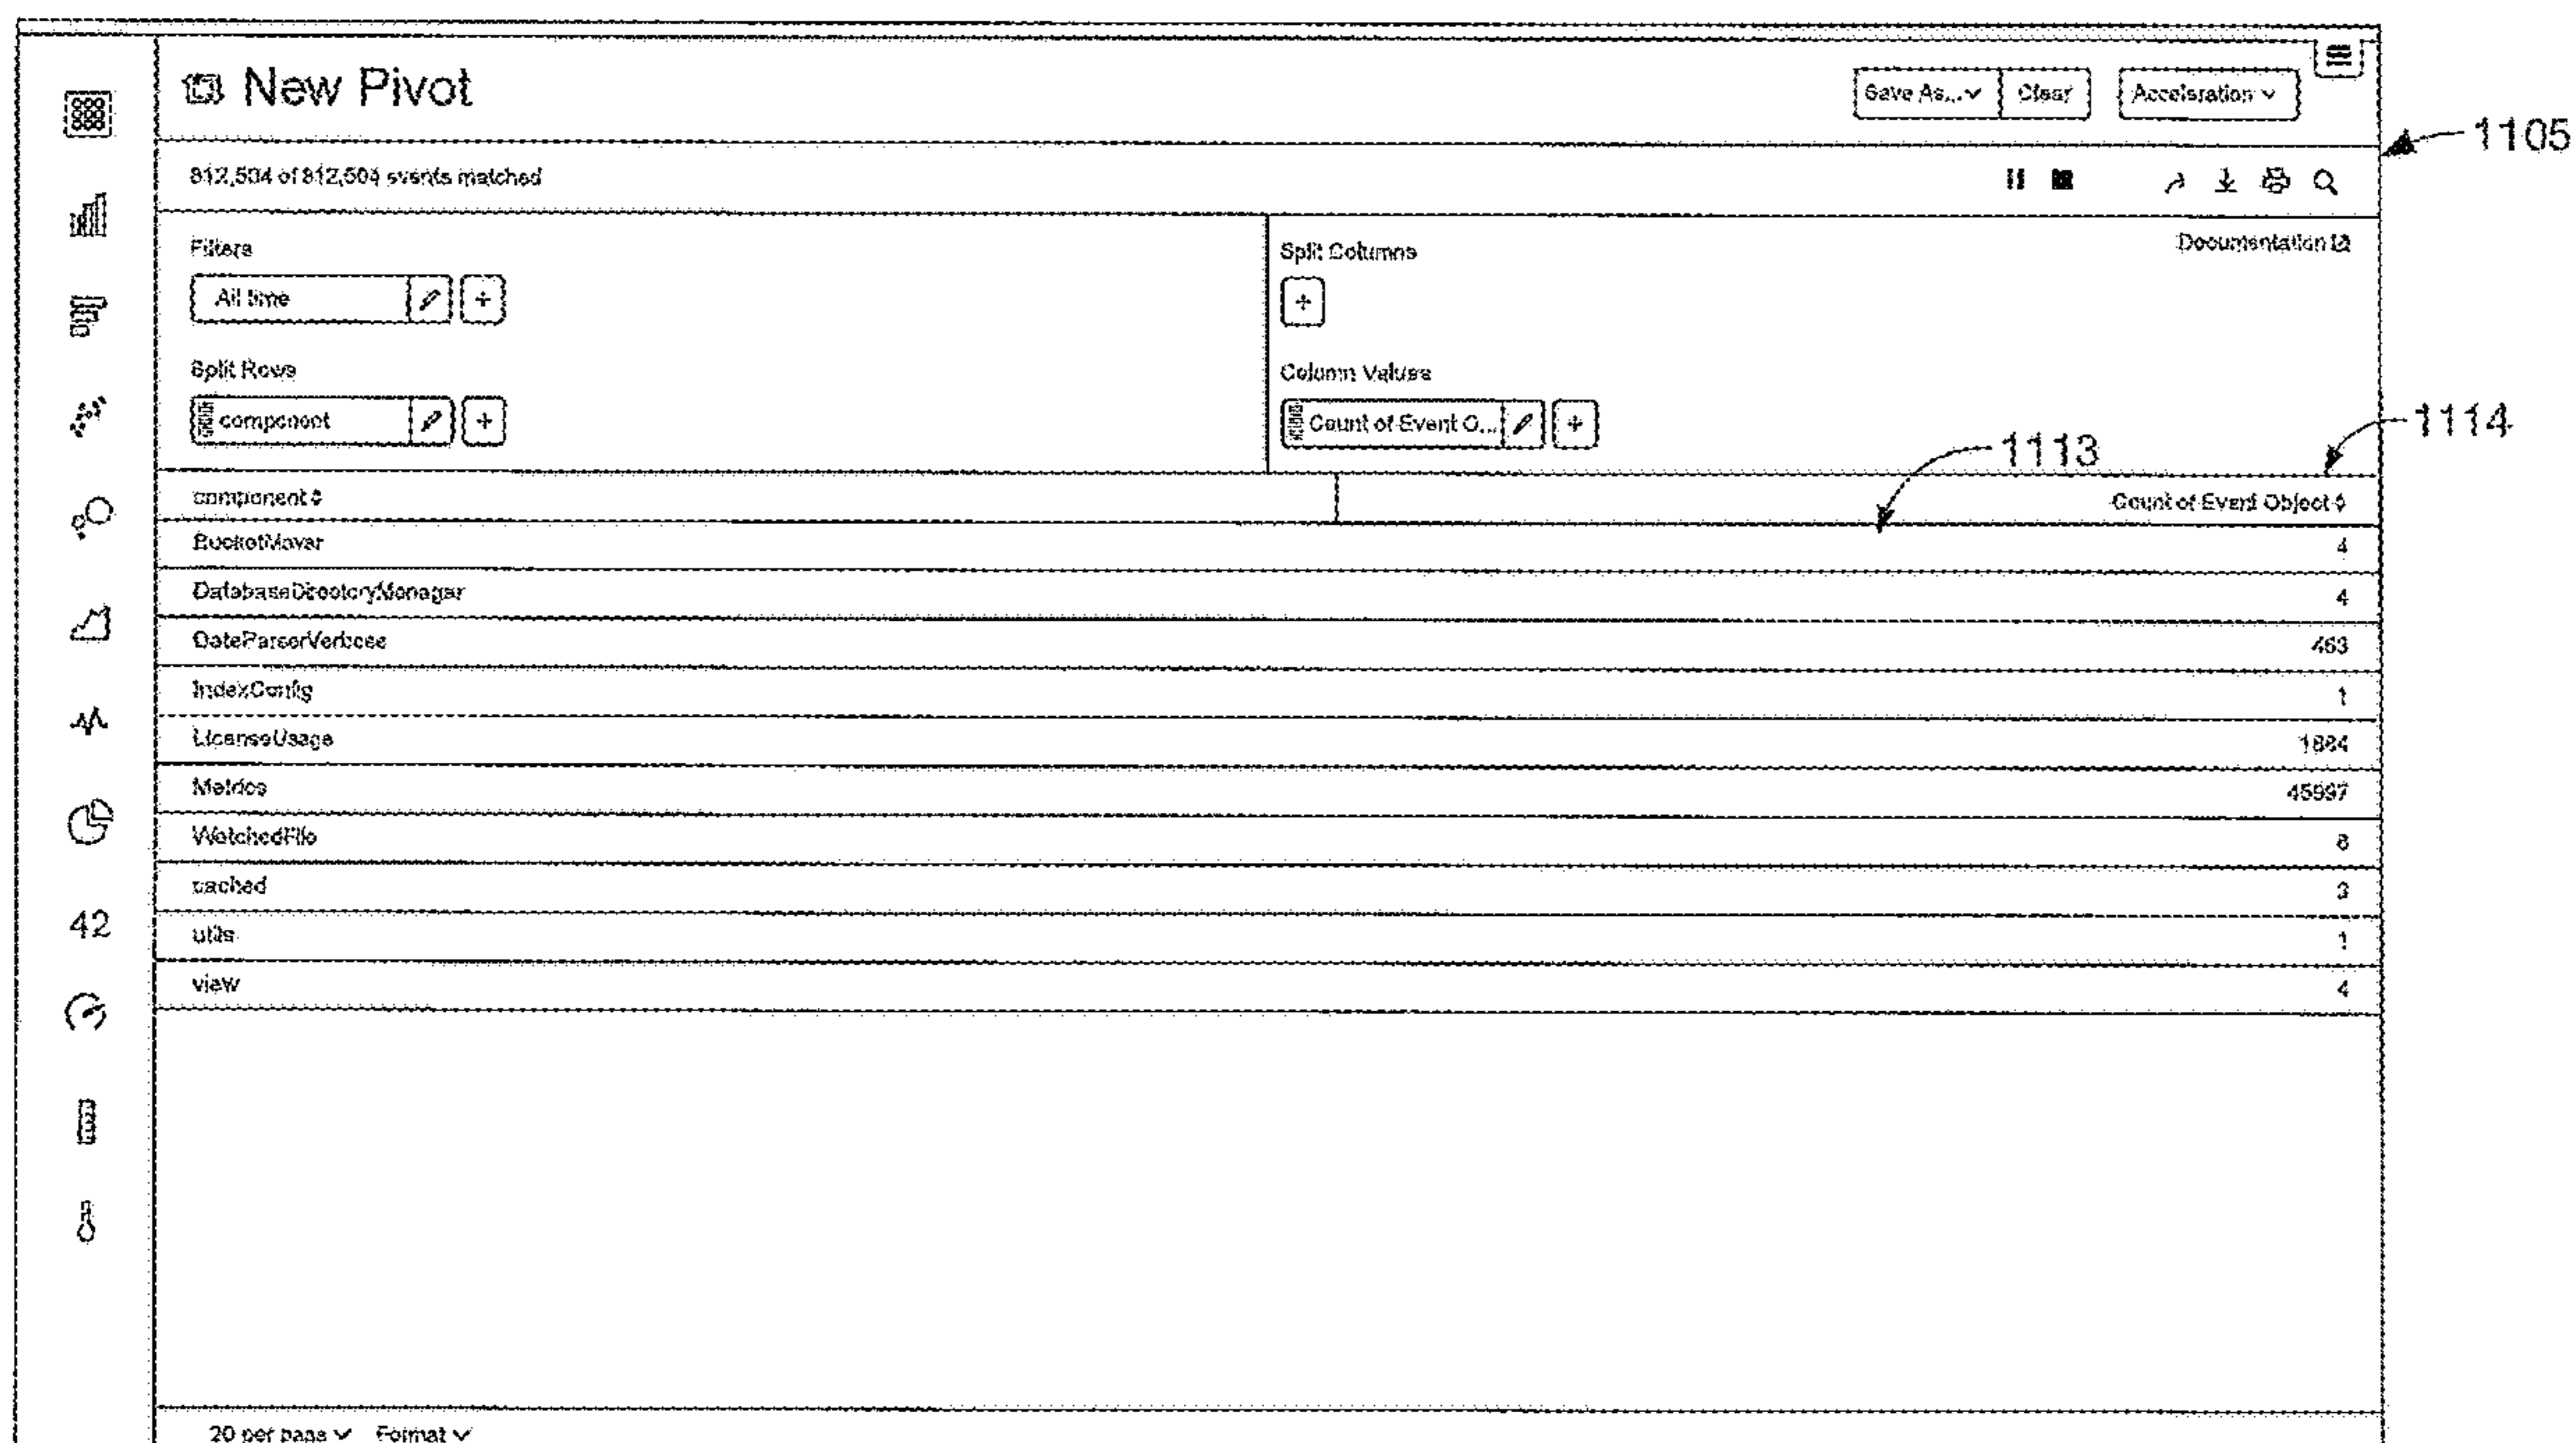 New Pivot
Save As... Clear Acceleration
1105
812,504 of 812,504 events matched
Filters
Split Columns
Documentation
All time
Split Rows
Column Values
component
Count of Event O...
1113
1114
component
Count of Event Object
BucketMover 4
DatabaseDirectoryManager 4
DateParserVerbose 463
IndexConfig 1
LicenseUsage
Metrics
WatchedFile
cached 3
utils 1
view 4
42
20 per page Format